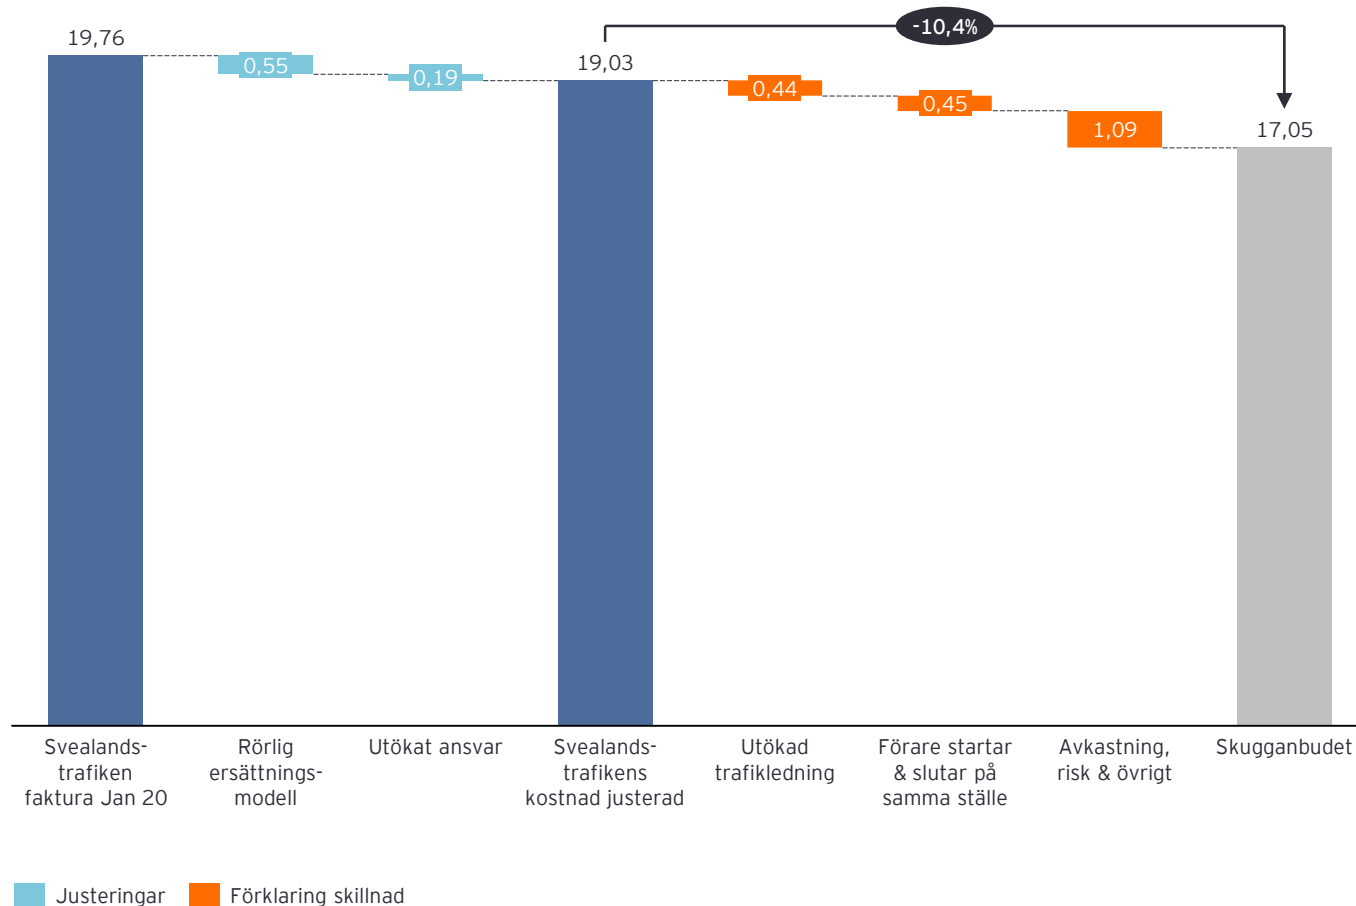 -10,4%
19,76
0,55
0,19
19,03
0,44
0,45
1,09
17,05
Svealands-
trafiken
faktura Jan 20
Rörlig
ersättnings-
modell
Utökat ansvar
Svealands-
trafikens
kostnad justerad
Utökad
trafikledning
Förare startar
& slutar på
samma ställe
Avkastning,
risk & övrigt
Skugganbudet
Justeringar
Förklaring skillnad